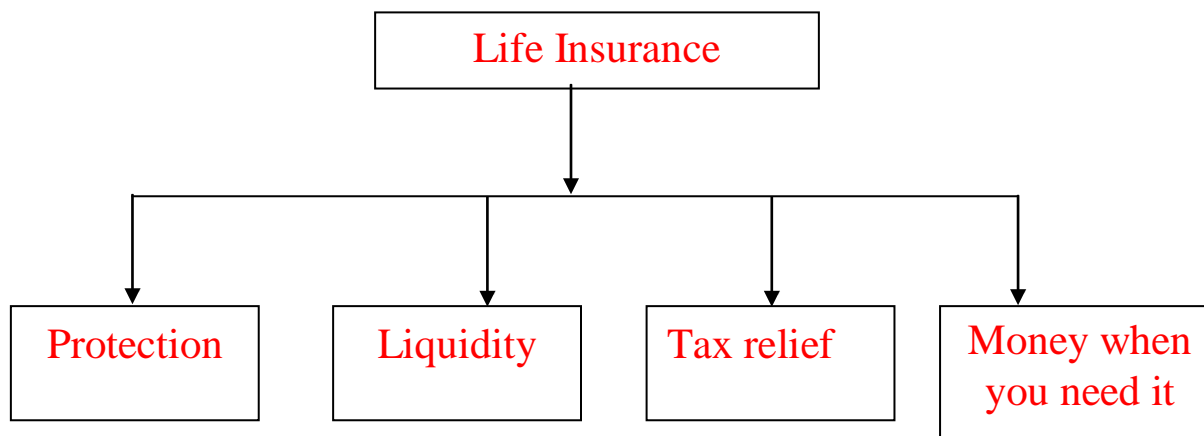 Life Insurance
Protection
Liquidity
Tax relief
Money when
you need it